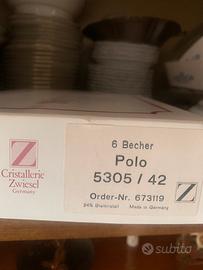 6 Becher
Polo
5305 / 42
Order-Nr. 673119
24% Bleikristall Made in Germany
Cristallerie
Zwiesel
Germany
subito